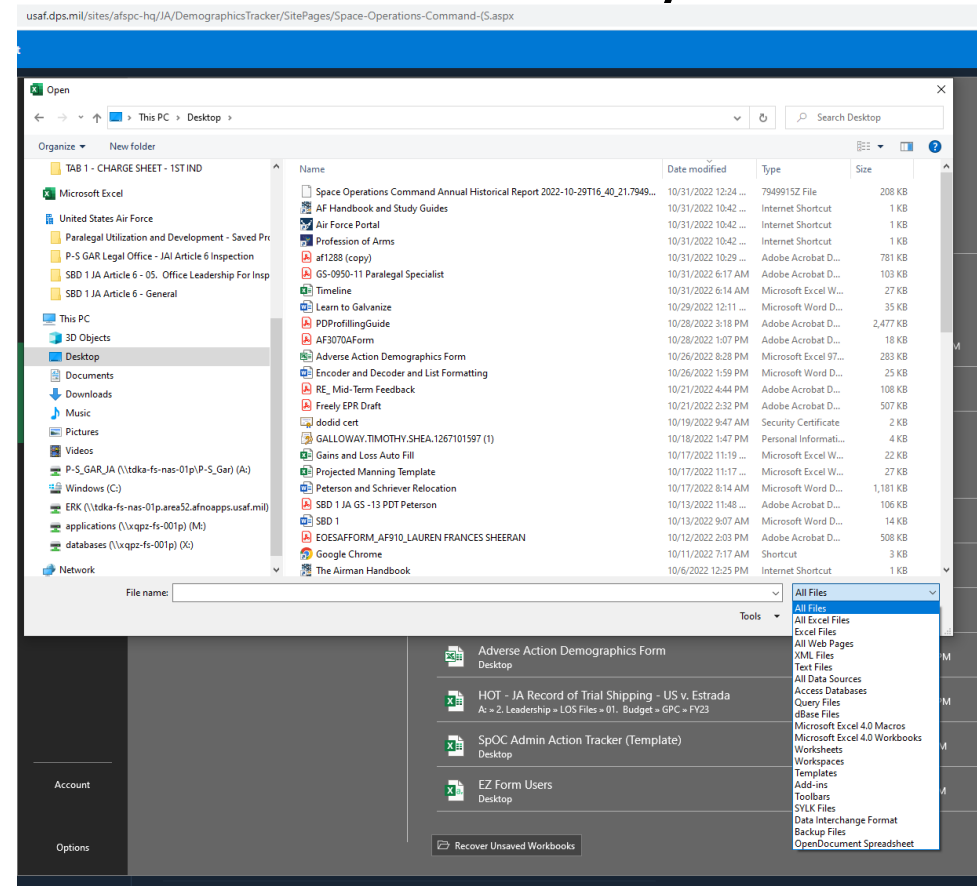 usaf.dps.mil/sites/afspc-hq/JA/DemographicsTracker/SitePages/Space-Operations-Command-(S.aspx
Open
This PC > Desktop >
Search Desktop
Organize
New folder
TAB 1 - CHARGE SHEET - 1ST IND
Microsoft Excel
United States Air Force
Paralegal Utilization and Development - Saved Pro
P-S GAR Legal Office - JAI Article 6 Inspection
SBD 1 JA Article 6 - 05. Office Leadership For Insp
SBD 1 JA Article 6 - General
This PC
3D Objects
Desktop
Documents
Downloads
Music
Pictures
Videos
P-S_GAR_JA (\\tdka-fs-nas-01p\P-S_Gar) (A:)
Windows (C:)
ERK (\\tdka-fs-nas-01p.area52.afnoapps.usaf.mil)
applications (\\xqpz-fs-001p) (M:)
databases (\\xqpz-fs-001p) (X:)
Network
Name Date modified Type Size
Space Operations Command Annual Historical Report 2022-10-29T16_40_21.7949... 10/31/2022 12:24 ... 7949915Z File 208 KB
AF Handbook and Study Guides 10/31/2022 10:42 ... Internet Shortcut 1 KB
Air Force Portal 10/31/2022 10:42 ... Internet Shortcut 1 KB
Profession of Arms 10/31/2022 10:42 ... Internet Shortcut 1 KB
af1288 (copy) 10/31/2022 10:29 ... Adobe Acrobat D... 781 KB
GS-0950-11 Paralegal Specialist 10/31/2022 6:17 AM Adobe Acrobat D... 103 KB
Timeline 10/31/2022 6:14 AM Microsoft Excel W... 27 KB
Learn to Galvanize 10/29/2022 12:11 ... Microsoft Word D... 35 KB
PDProfillingGuide 10/28/2022 3:18 PM Adobe Acrobat D... 2,477 KB
AF3070AForm 10/28/2022 1:07 PM Adobe Acrobat D... 18 KB
Adverse Action Demographics Form 10/26/2022 8:28 PM Microsoft Excel 97... 283 KB
Encoder and Decoder and List Formatting 10/26/2022 1:59 PM Microsoft Word D... 25 KB
RE_ Mid-Term Feedback 10/21/2022 4:44 PM Adobe Acrobat D... 108 KB
Freely EPR Draft 10/21/2022 2:32 PM Adobe Acrobat D... 507 KB
dodid cert 10/19/2022 9:47 AM Security Certificate 2 KB
GALLOWAY.TIMOTHY.SHEA.1267101597 (1) 10/18/2022 1:47 PM Personal Informati... 4 KB
Gains and Loss Auto Fill 10/17/2022 11:19 ... Microsoft Excel W... 22 KB
Projected Manning Template 10/17/2022 11:17 ... Microsoft Excel W... 27 KB
Peterson and Schriever Relocation 10/17/2022 8:14 AM Microsoft Word D... 1,181 KB
SBD 1 JA GS -13 PDT Peterson 10/13/2022 11:48 ... Adobe Acrobat D... 106 KB
SBD 1 10/13/2022 9:07 AM Microsoft Word D... 14 KB
EOESAFFORM_AF910_LAUREN FRANCES SHEERAN 10/12/2022 2:03 PM Adobe Acrobat D... 508 KB
Google Chrome 10/11/2022 7:17 AM Shortcut 3 KB
The Airman Handbook 10/6/2022 12:25 PM Internet Shortcut 1 KB
File name:
All Files
Tools
All Files
All Excel Files
Excel Files
All Web Pages
XML Files
Text Files
All Data Sources
Access Databases
Query Files
dBase Files
Microsoft Excel 4.0 Macros
Microsoft Excel 4.0 Workbooks
Worksheets
Workspaces
Templates
Add-ins
Toolbars
SYLK Files
Data Interchange Format
Backup Files
OpenDocument Spreadsheet
Adverse Action Demographics Form
Desktop
HOT - JA Record of Trial Shipping - US v. Estrada
A: » 2. Leadership » LOS Files » 01. Budget » GPC » FY23
SpOC Admin Action Tracker (Template)
Desktop
EZ Form Users
Desktop
Recover Unsaved Workbooks
Account
Options